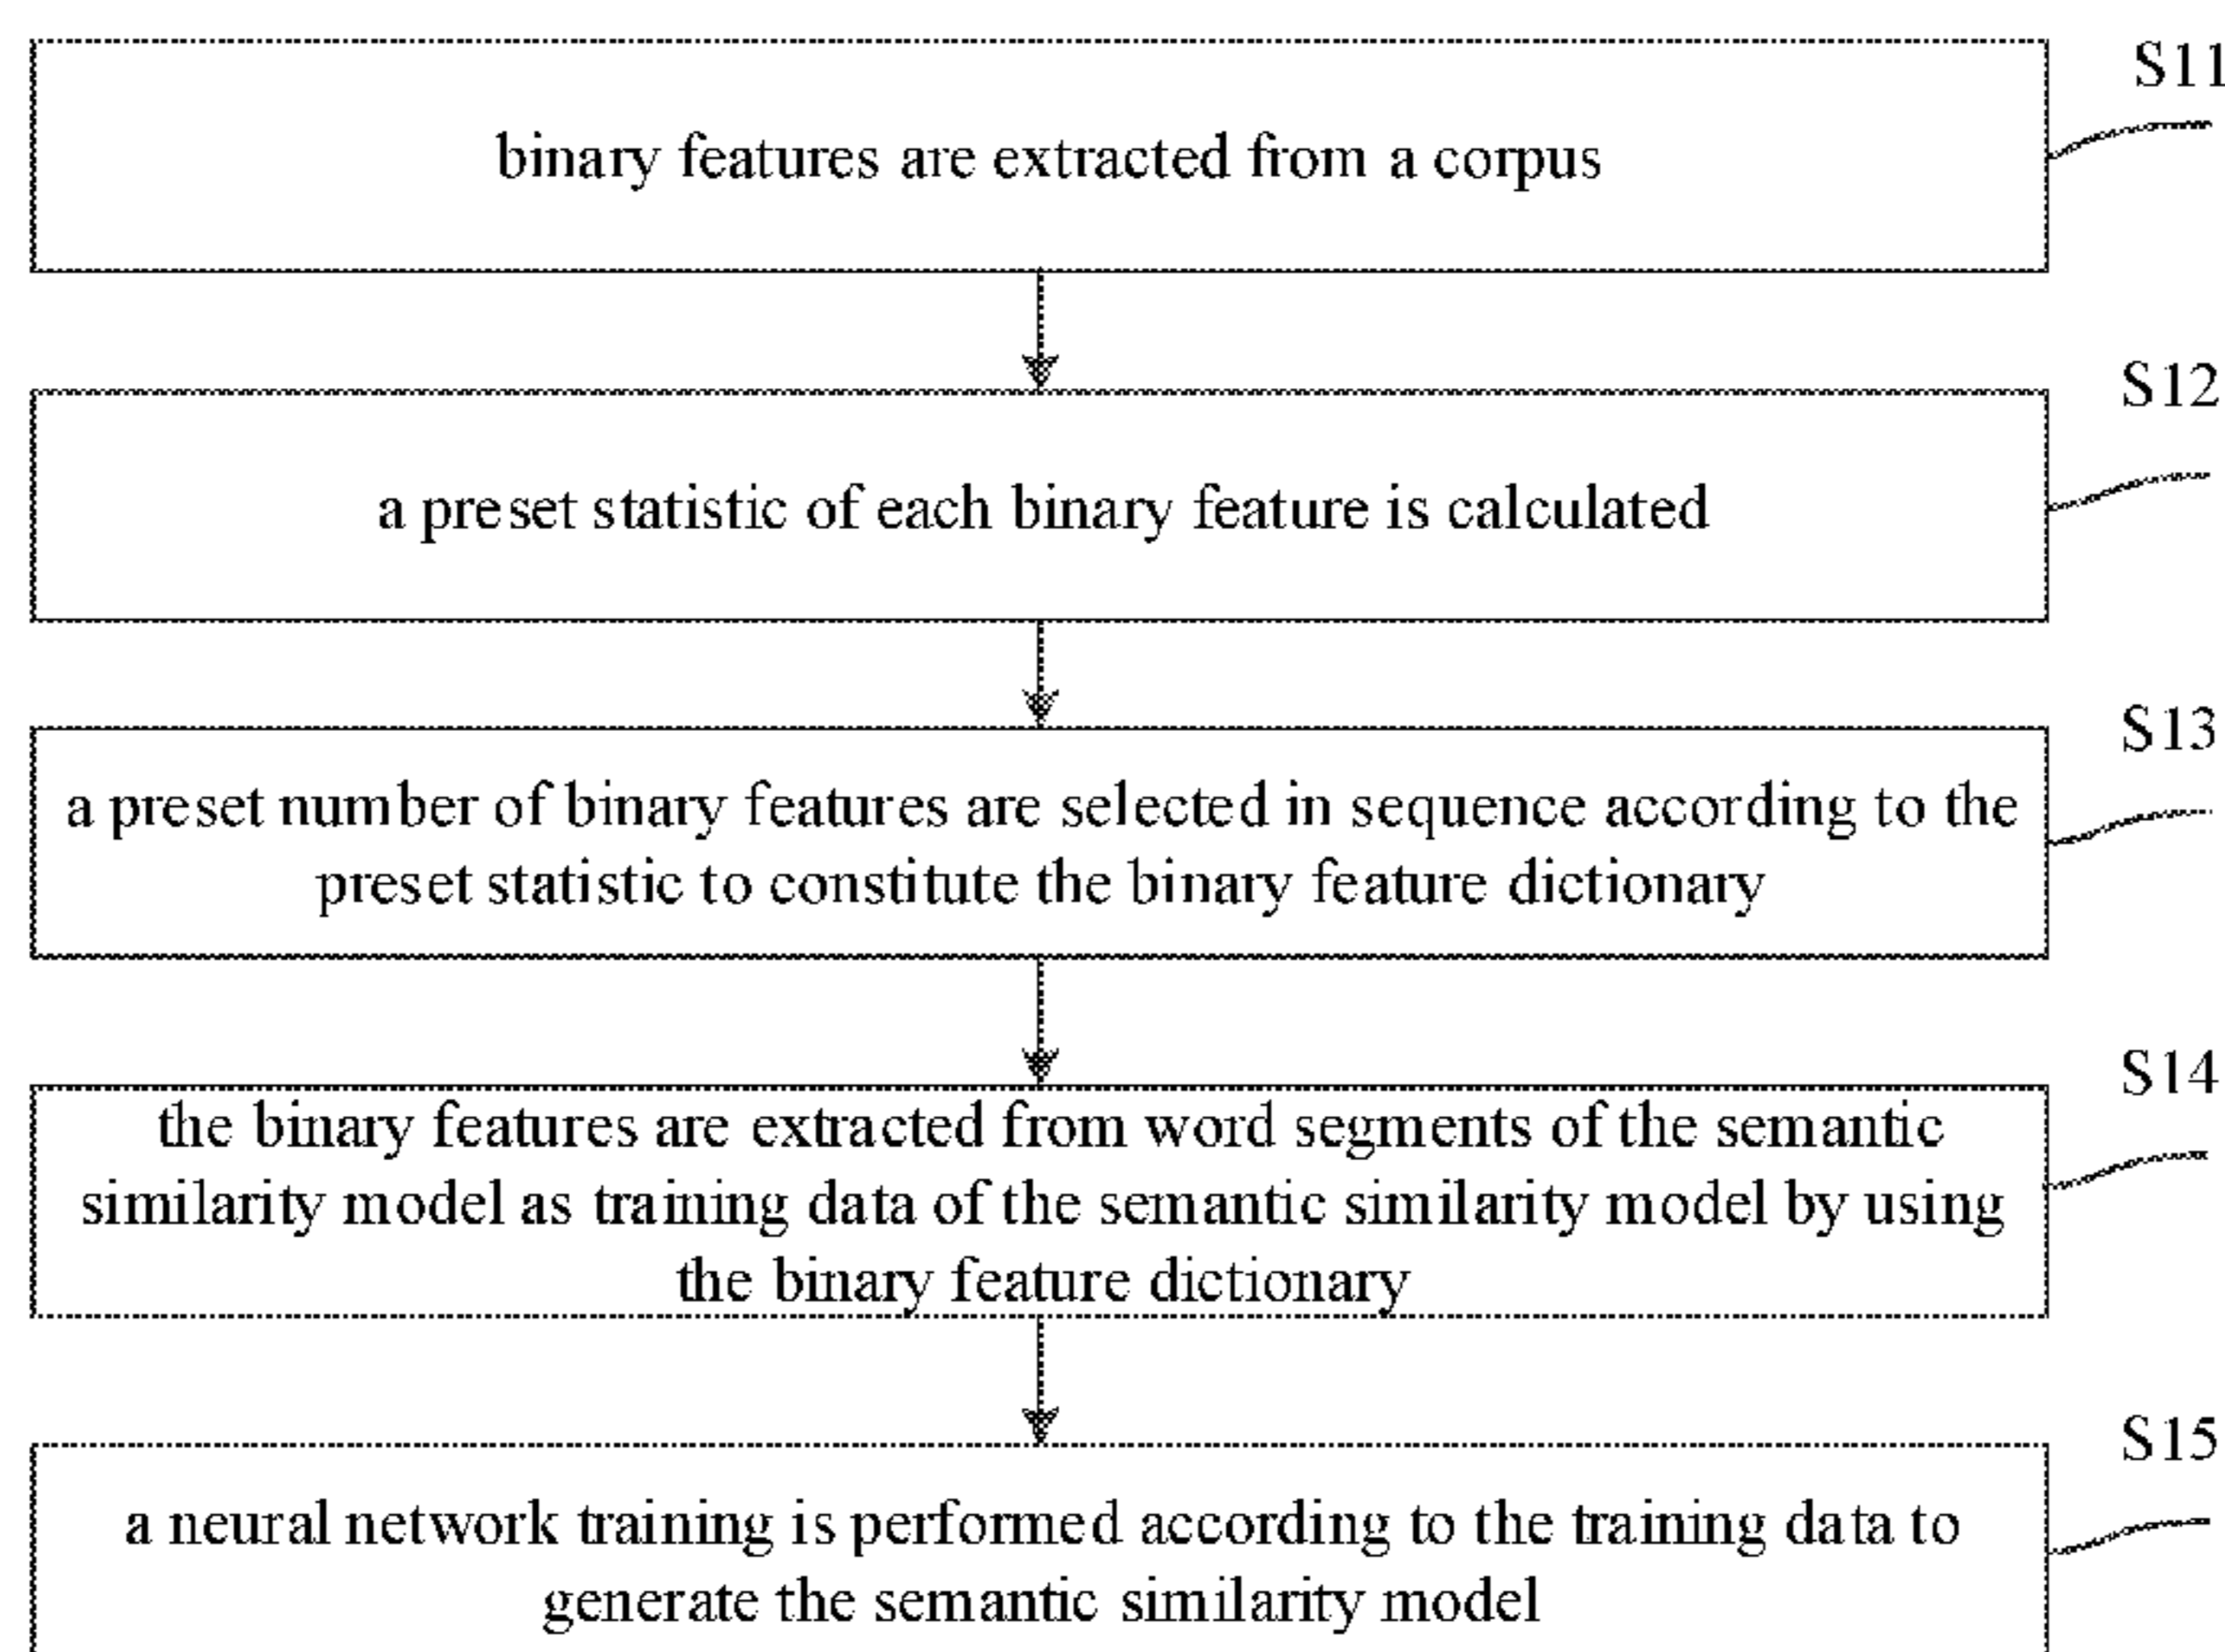 S11
binary features are extracted from a corpus
S12
a preset statistic of each binary feature is calculated
S13
a preset number of binary features are selected in sequence according to the
preset statistic to constitute the binary feature dictionary
S14
the binary features are extracted from word segments of the semantic
similarity model as training data of the semantic similarity model by using
the binary feature dictionary
S15
a neural network training is performed according to the training data to
generate the semantic similarity model